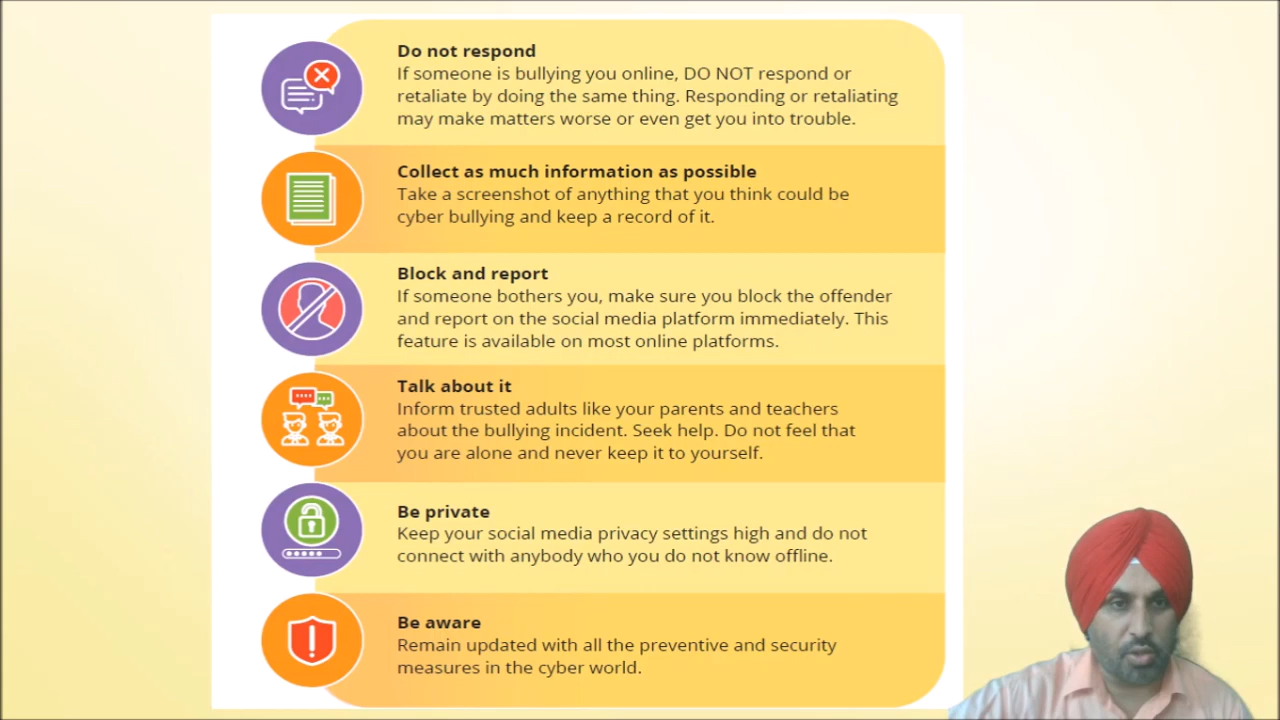 Do not respond
If someone is bullying you online, DO NOT respond or
retaliate by doing the same thing. Responding or retaliating
may make matters worse or even get you into trouble.
Collect as much information as possible
Take a screenshot of anything that you think could be
cyber bullying and keep a record of it.
Block and report
If someone bothers you, make sure you block the offender
and report on the social media platform immediately. This
feature is available on most online platforms.
Talk about it
Inform trusted adults like your parents and teachers
about the bullying incident. Seek help. Do not feel that
you are alone and never keep it to yourself.
Be private
Keep your social media privacy settings high and do not
connect with anybody who you do not know offline.
Be aware
Remain updated with all the preventive and security
measures in the cyber world.